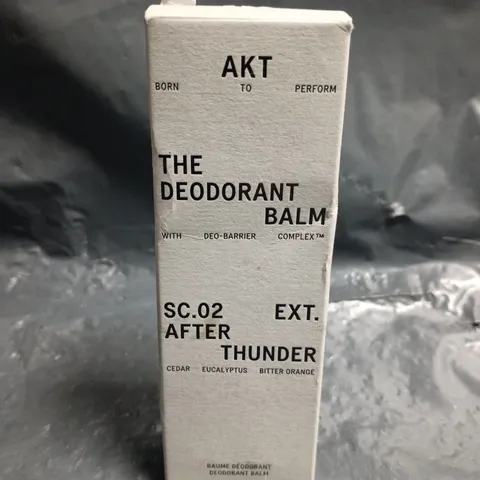 AKT
BORN TO PERFORM
THE
DEODORANT
BALM
WITH DEO-BARRIER COMPLEX™
SC.02 EXT.
AFTER
THUNDER
CEDAR EUCALYPTUS BITTER ORANGE
BAUME DÉODORANT
DEODORANT BALM